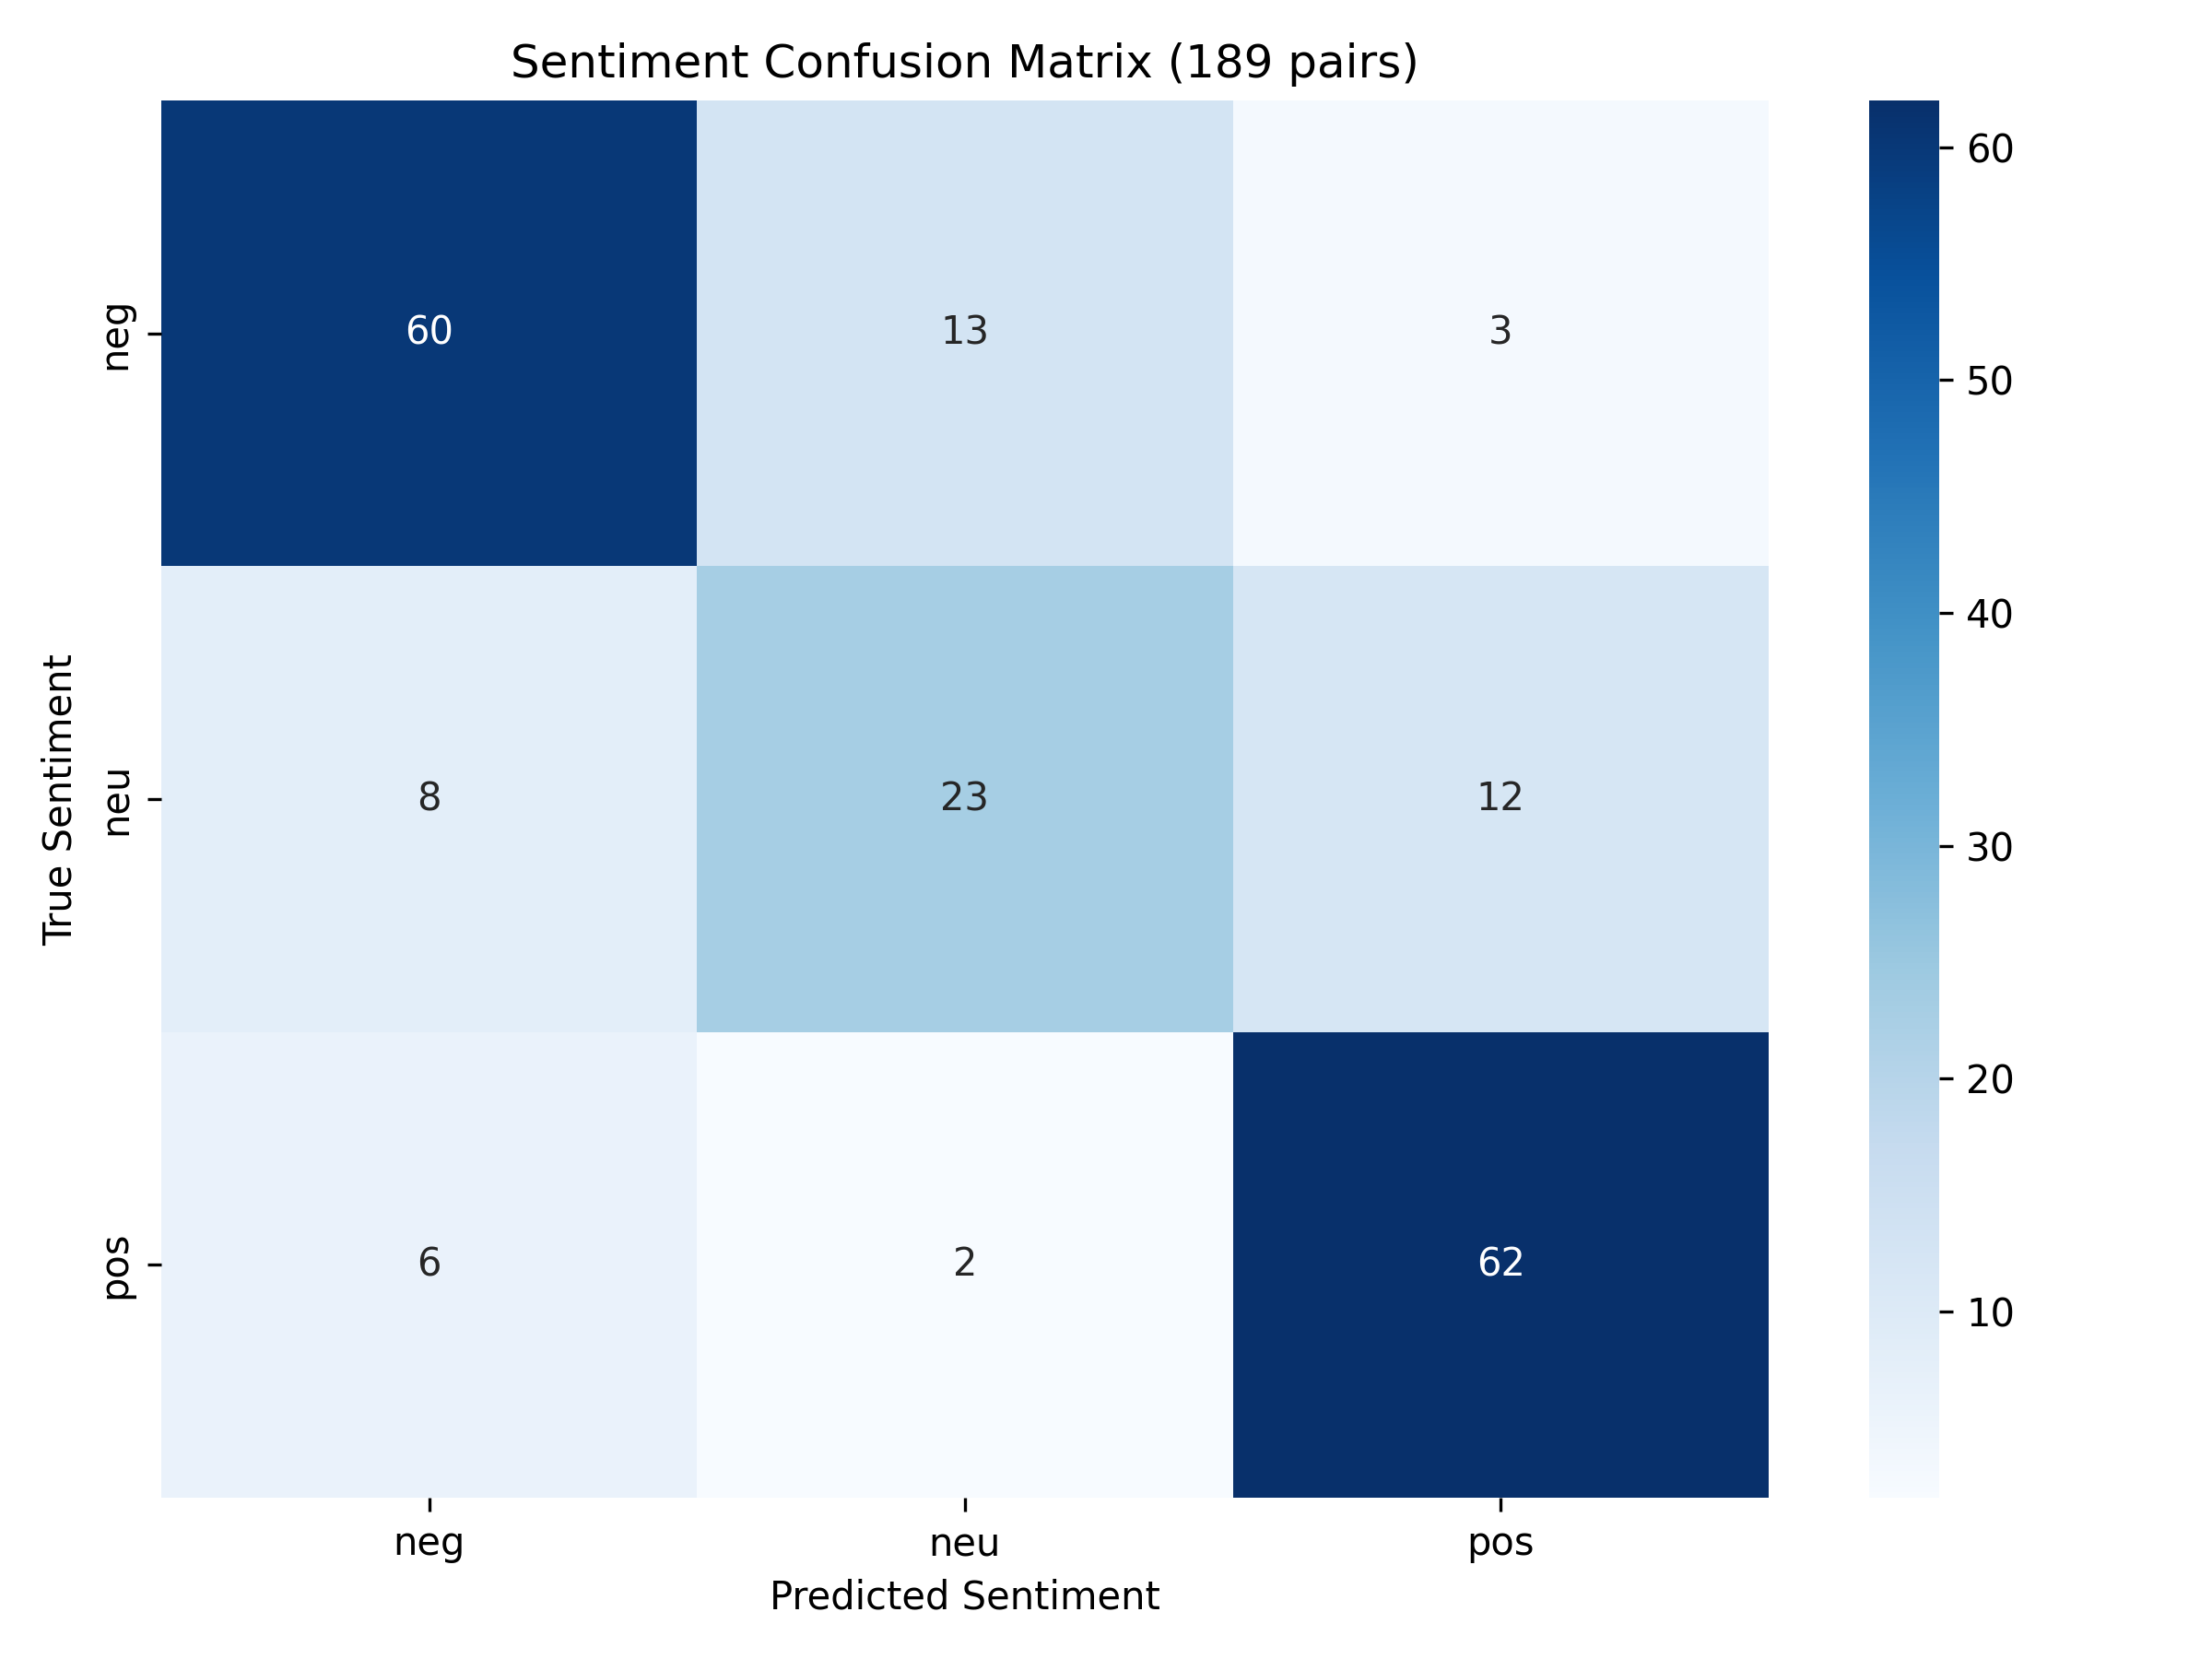 Sentiment Confusion Matrix (189 pairs)
True Sentiment
neg
60 13 3
neu
8 23 12
pos
6 2 62
neg neu pos
Predicted Sentiment
60
50
40
30
20
10